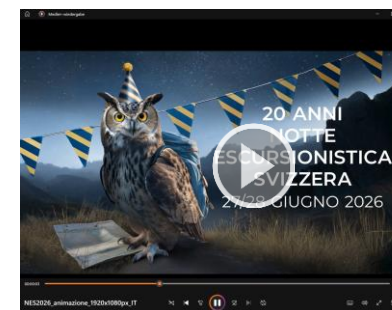 Medien-wiedergabe
20 ANNI
NOTTE
ESCURSIONISTICA
SVIZZERA
27/28 GIUGNO 2026
NES2026_animazione_1920x1080px_IT